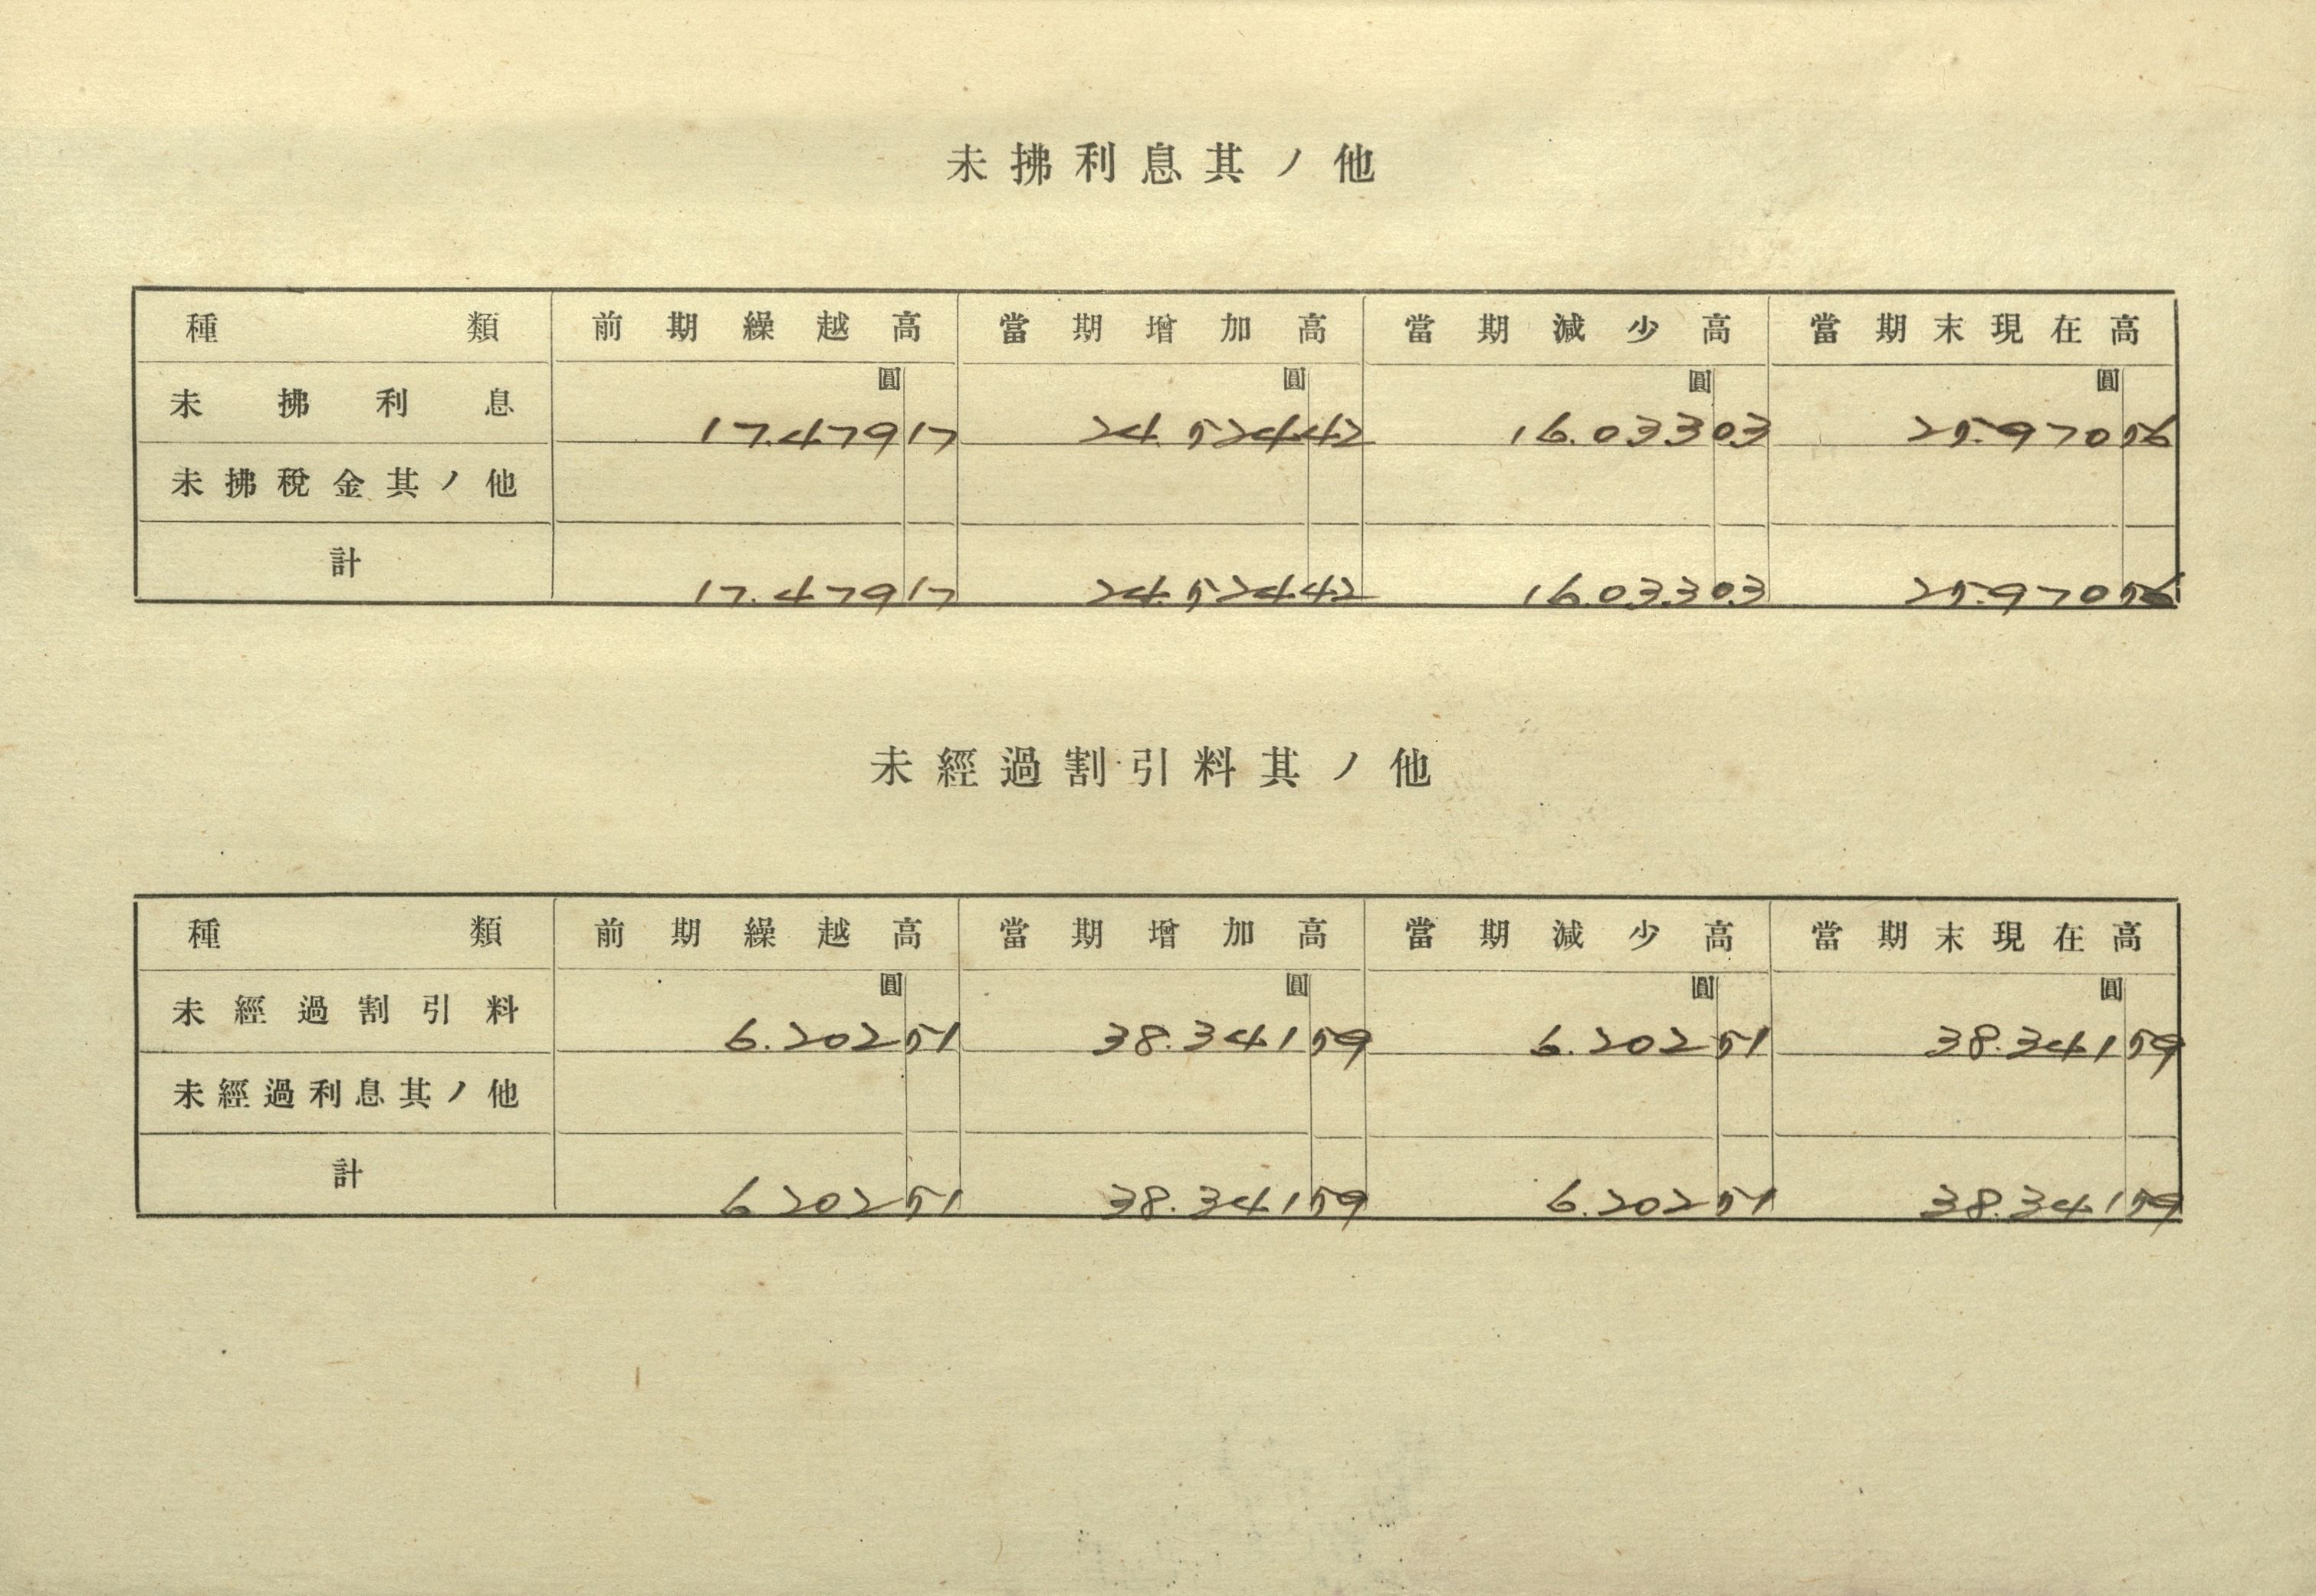 未拂利息其ノ他
種類 前期繰越高 當期增加高 當期減少高 當期末現在高
圓 圓 圓 圓
未拂利息 17.479 17 24.524 42 16.033 03 25.970 56
未拂稅金其ノ他
計 17.479 17 24.524 42 16.033 03 25.970 56
未經過割引料其ノ他
種類 前期繰越高 當期增加高 當期減少高 當期末現在高
圓 圓 圓 圓
未經過割引料 6.202 51 38.341 59 6.202 51 38.341 59
未經過利息其ノ他
計 6 202 51 38.341 59 6.202 51 38.341 59